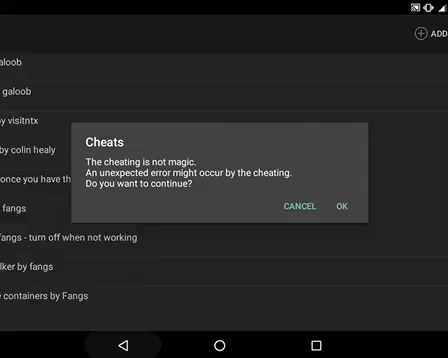 ADD
galoob
galoob
by visitntx
by colin healy
once you have th
fangs
fangs - turn off when not working
lker by fangs
e containers by Fangs
Cheats
The cheating is not magic.
An unexpected error might occur by the cheating.
Do you want to continue?
CANCEL OK